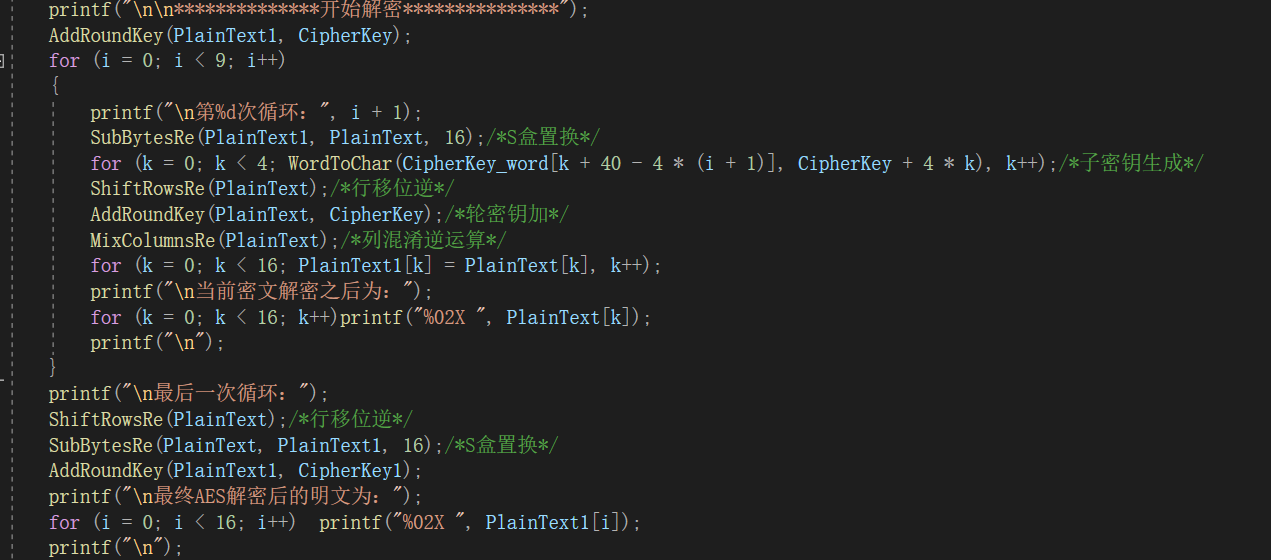 printf("\n\n**************开始解密***************");
AddRoundKey(PlainText1, CipherKey);
for (i = 0; i < 9; i++)
{
printf("\n第%d次循环：", i + 1);
SubBytesRe(PlainText1, PlainText, 16);/*S盒置换*/
for (k = 0; k < 4; WordToChar(CipherKey_word[k + 40 - 4 * (i + 1)], CipherKey + 4 * k), k++);/*子密钥生成*/
ShiftRowsRe(PlainText);/*行移位逆*/
AddRoundKey(PlainText, CipherKey);/*轮密钥加*/
MixColumnsRe(PlainText);/*列混淆逆运算*/
for (k = 0; k < 16; PlainText1[k] = PlainText[k], k++);
printf("\n当前密文解密之后为：");
for (k = 0; k < 16; k++)printf("%02X ", PlainText[k]);
printf("\n");
}
printf("\n最后一次循环：");
ShiftRowsRe(PlainText);/*行移位逆*/
SubBytesRe(PlainText, PlainText1, 16);/*S盒置换*/
AddRoundKey(PlainText1, CipherKey1);
printf("\n最终AES解密后的明文为：");
for (i = 0; i < 16; i++)  printf("%02X ", PlainText1[i]);
printf("\n");